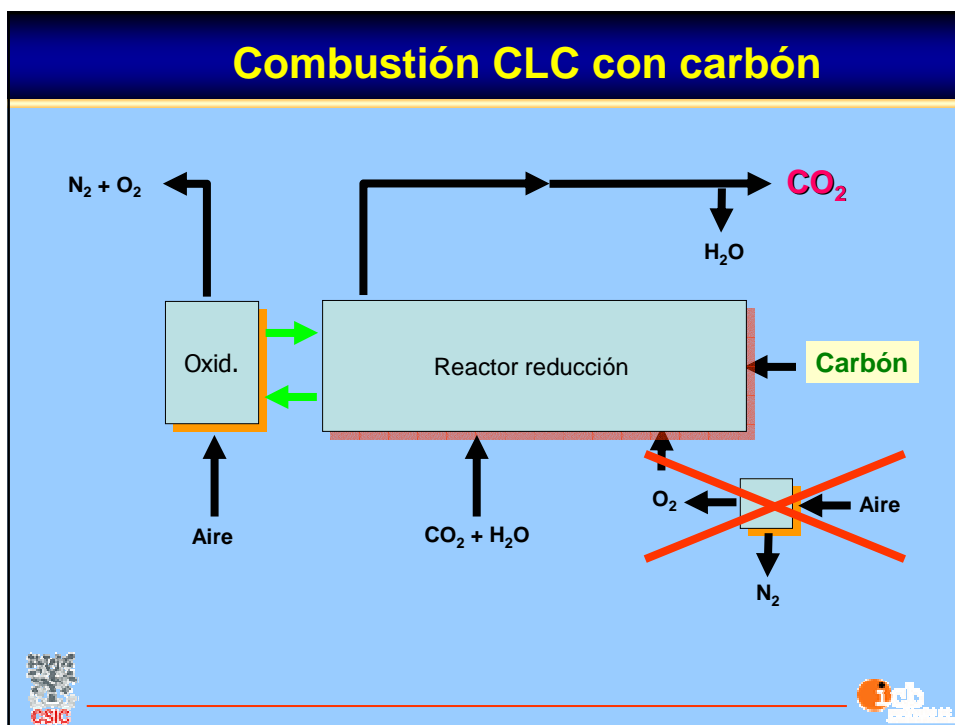 Combustión CLC con carbón
N₂ + O₂
CO₂
H₂O
Oxid.
Reactor reducción
Carbón
O₂
Aire
Aire
CO₂ + H₂O
N₂
CSIC
icb